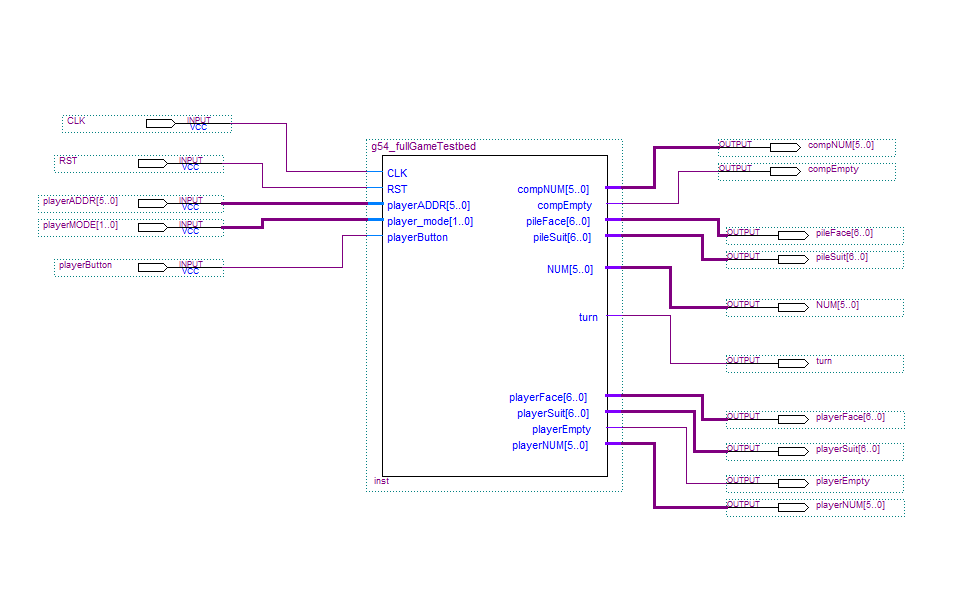 CLK
INPUT
VCC
RST
INPUT
VCC
playerADDR[5..0]
INPUT
VCC
playerMODE[1..0]
INPUT
VCC
playerButton
INPUT
VCC
g54_fullGameTestbed
CLK
RST
playerADDR[5..0]
player_mode[1..0]
playerButton
compNUM[5..0]
compEmpty
pileFace[6..0]
pileSuit[6..0]
NUM[5..0]
turn
playerFace[6..0]
playerSuit[6..0]
playerEmpty
playerNUM[5..0]
inst
OUTPUT compNUM[5..0]
OUTPUT compEmpty
OUTPUT pileFace[6..0]
OUTPUT pileSuit[6..0]
OUTPUT NUM[5..0]
OUTPUT turn
OUTPUT playerFace[6..0]
OUTPUT playerSuit[6..0]
OUTPUT playerEmpty
OUTPUT playerNUM[5..0]